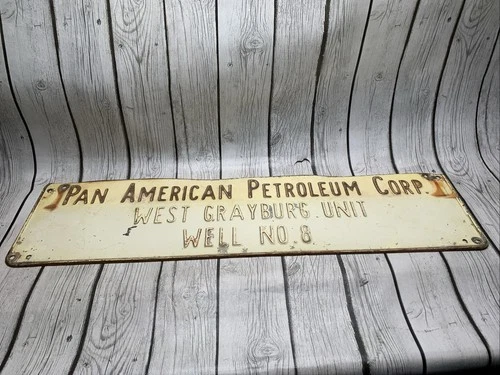 PAN AMERICAN PETROLEUM CORP.
WEST GRAYBURG UNIT
WELL NO. 8